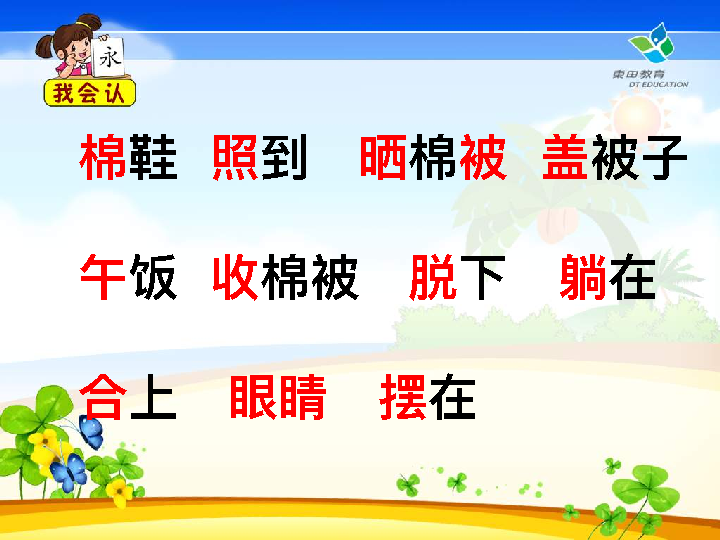 永
我会认
東田教育
DT EDUCATION
棉鞋 照到 晒棉被 盖被子
午饭 收棉被 脱下 躺在
合上 眼睛 摆在